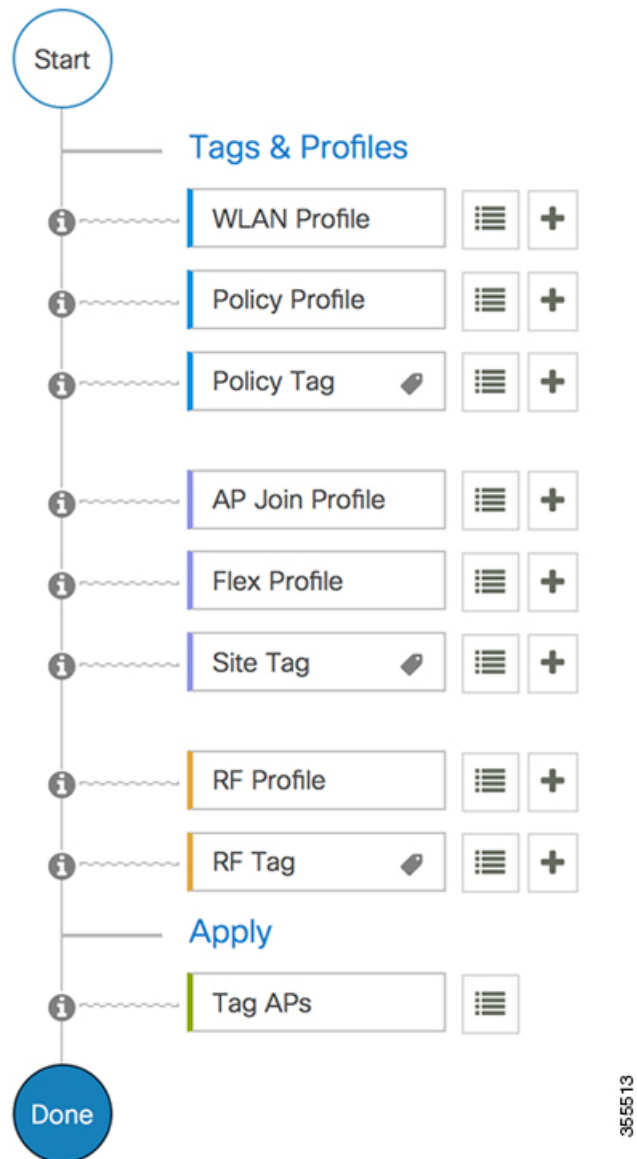 Start
Tags & Profiles
WLAN Profile
Policy Profile
Policy Tag
AP Join Profile
Flex Profile
Site Tag
RF Profile
RF Tag
Apply
Tag APs
Done
355513